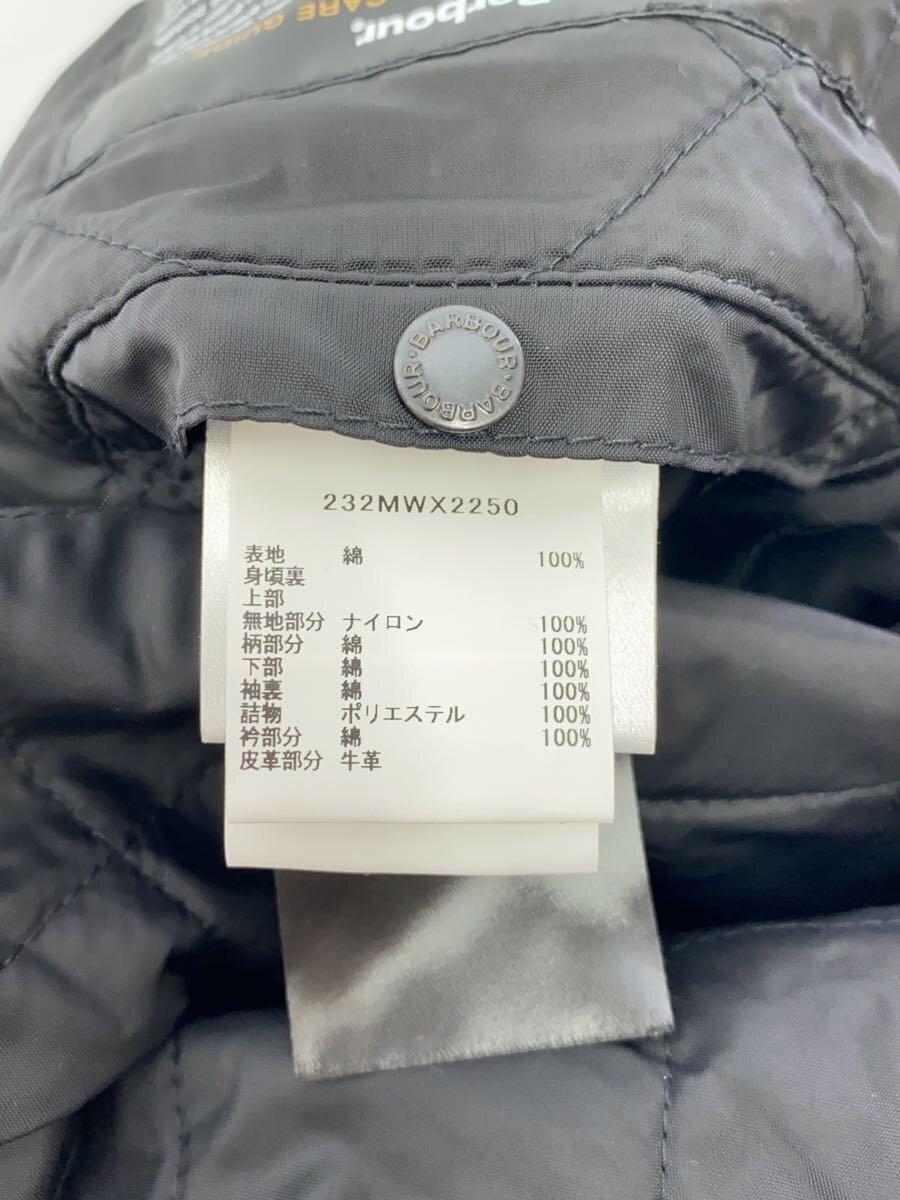 Barbour,
CARE GUIDE
BARBOUR · BARBOUR ·
232MWX2250
表地 綿 100%
身頃裏
上部
無地部分 ナイロン 100%
柄部分 綿 100%
下部 綿 100%
袖裏 綿 100%
詰物 ポリエステル 100%
衿部分 綿 100%
皮革部分 牛革